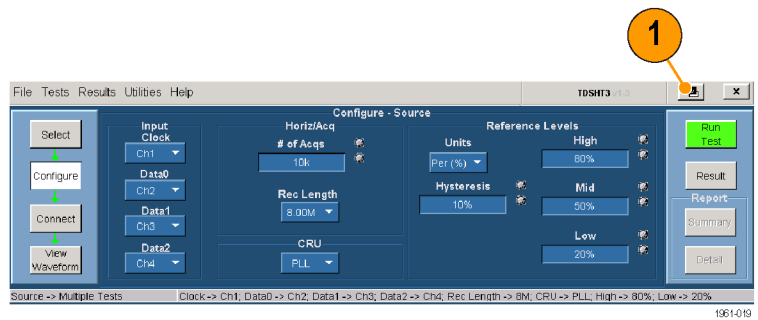 1
File Tests Results Utilities Help
TDSHT3 v1.0
×
Configure - Source
Select
Configure
Connect
View
Waveform
Input
Clock
Ch1
Data0
Ch2
Data1
Ch3
Data2
Ch4
Horiz/Acq
# of Acqs
10k
Rec Length
8.00M
CRU
PLL
Reference Levels
Units
Per (%)
Hysteresis
10%
High
80%
Mid
50%
Low
20%
Run
Test
Result
Report
Summary
Detail
Source -> Multiple Tests
Clock -> Ch1; Data0 -> Ch2; Data1 -> Ch3; Data2 -> Ch4; Rec Length -> 8M; CRU -> PLL; High -> 80%; Low -> 20%
1961-019